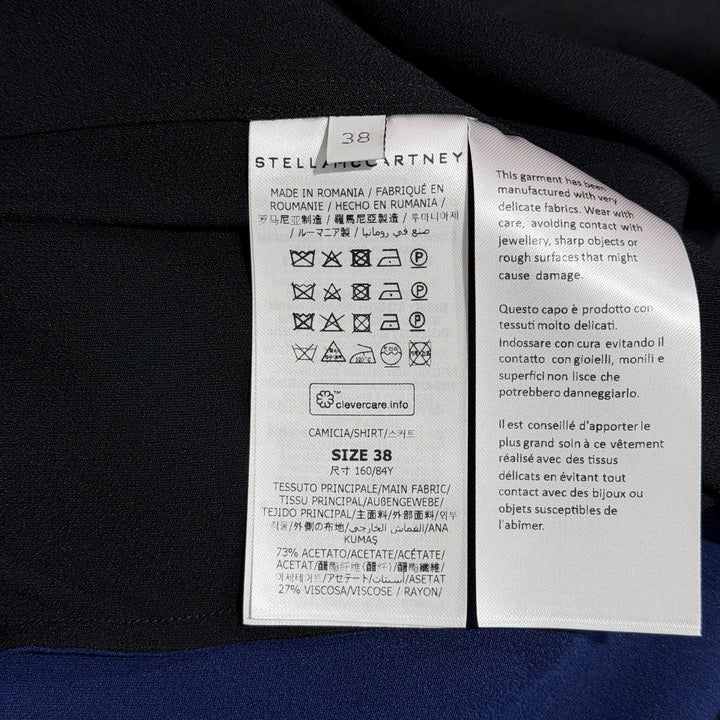 38
STELLAMcCARTNEY
MADE IN ROMANIA / FABRIQUÉ EN
ROUMANIE / HECHO EN RUMANIA /
罗马尼亚制造 / 羅馬尼亞製造 / 루마니아제
/ ルーマニア製 / صنع في رومانيا
P
P
P
clevercare.info
CAMICIA/SHIRT/스커트
SIZE 38
尺寸 160/84Y
TESSUTO PRINCIPALE/MAIN FABRIC/
TISSU PRINCIPAL/AUßENGEWEBE/
TEJIDO PRINCIPAL/主面料/外部面料/외부
직물/外側の布地/القماش الخارجي/ANA
KUMAŞ
73% ACETATO/ACETATE/ACÉTATE/
ACETAT/醋酯纤维(醋纤)/醋酯纖維/
아세테이트/アセテート/أسيتات/ASETAT
27% VISCOSA/VISCOSE / RAYON/
This garment has been
manufactured with very
delicate fabrics. Wear with
care, avoiding contact with
jewellery, sharp objects or
rough surfaces that might
cause damage.
Questo capo è prodotto con
tessuti molto delicati.
Indossare con cura evitando il
contatto con gioielli, monili e
superfici non lisce che
potrebbero danneggiarlo.
Il est conseillé d'apporter le
plus grand soin à ce vêtement
réalisé avec des tissus
délicats en évitant tout
contact avec des bijoux ou
objets susceptibles de
l'abimer.